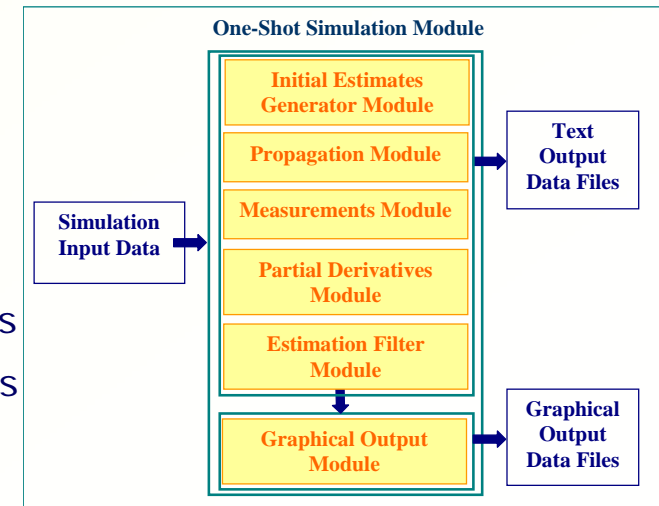 One-Shot Simulation Module
Initial Estimates
Generator Module
Propagation Module
Measurements Module
Partial Derivatives
Module
Estimation Filter
Module
Graphical Output
Module
Simulation
Input Data
Text
Output
Data Files
Graphical
Output
Data Files
s
s